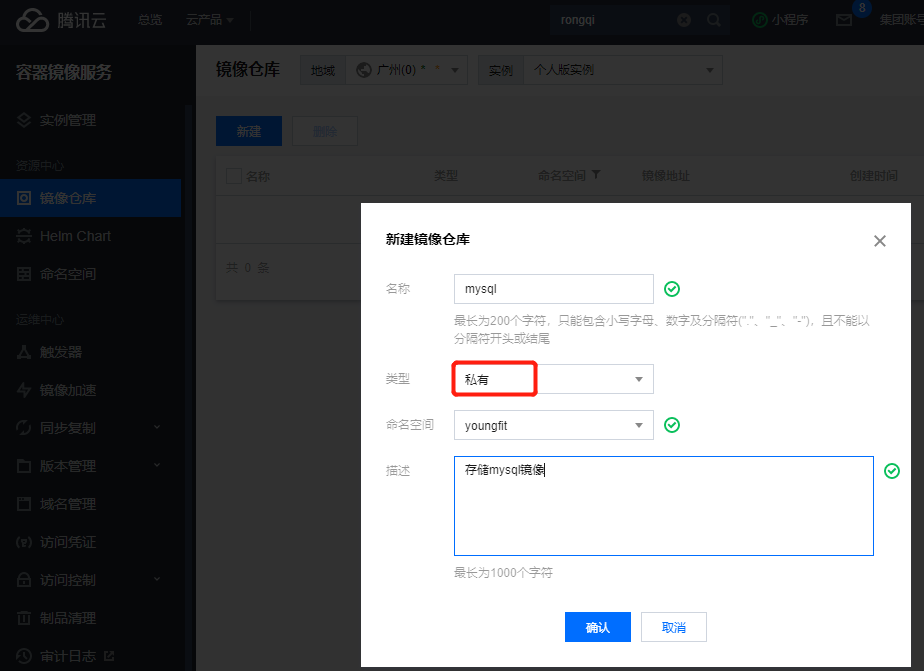 腾讯云 总览 云产品 rongqi 小程序 8 集团账号
容器镜像服务 镜像仓库 地域 广州(0) * * 实例 个人版实例
实例管理
新建 删除
资源中心
名称 类型 命名空间 镜像地址 创建时间
镜像仓库
Helm Chart
命名空间
共 0 条
运维中心
触发器
镜像加速
同步复制
版本管理
域名管理
访问凭证
访问控制
制品清理
审计日志
新建镜像仓库
名称 mysql
最长为200个字符，只能包含小写字母、数字及分隔符("."、"_"、"-")，且不能以
分隔符开头或结尾
类型 私有
命名空间 youngfit
描述 存储mysql镜像
最长为1000个字符
确认 取消